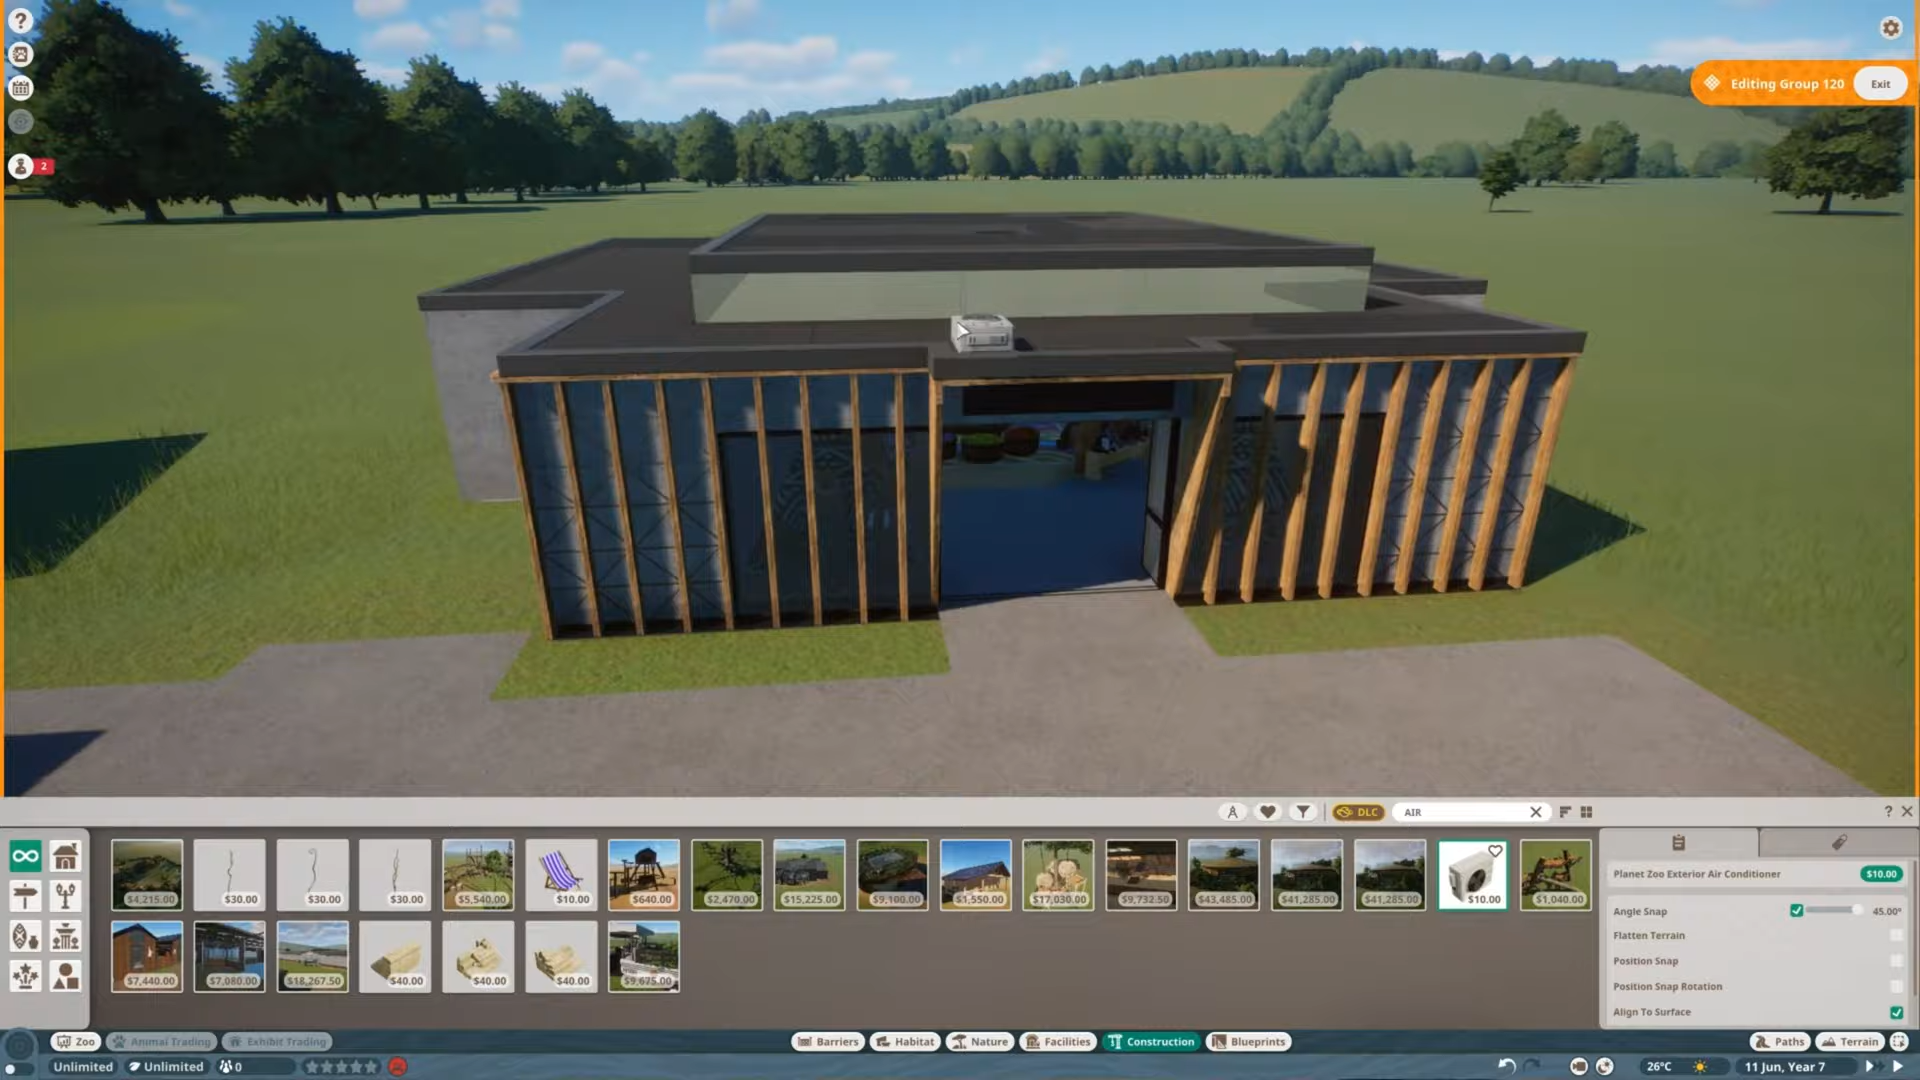 ?
Editing Group 120 Exit
2
DLC AIR ?
$4,215.00 $30.00 $30.00 $30.00 $5,540.00 $10.00 $640.00 $2,470.00 $15,225.00 $9,100.00 $1,550.00 $17,030.00 $9,732.50 $43,485.00 $41,285.00 $41,285.00 $10.00 $1,040.00
$7,440.00 $7,080.00 $18,267.50 $40.00 $40.00 $40.00 $9,675.00
Planet Zoo Exterior Air Conditioner $10.00
Angle Snap 45.00°
Flatten Terrain
Position Snap
Position Snap Rotation
Align To Surface
Zoo Animal Trading Exhibit Trading Barriers Habitat Nature Facilities Construction Blueprints Paths Terrain
Unlimited Unlimited 0 26°C 11 Jun, Year 7